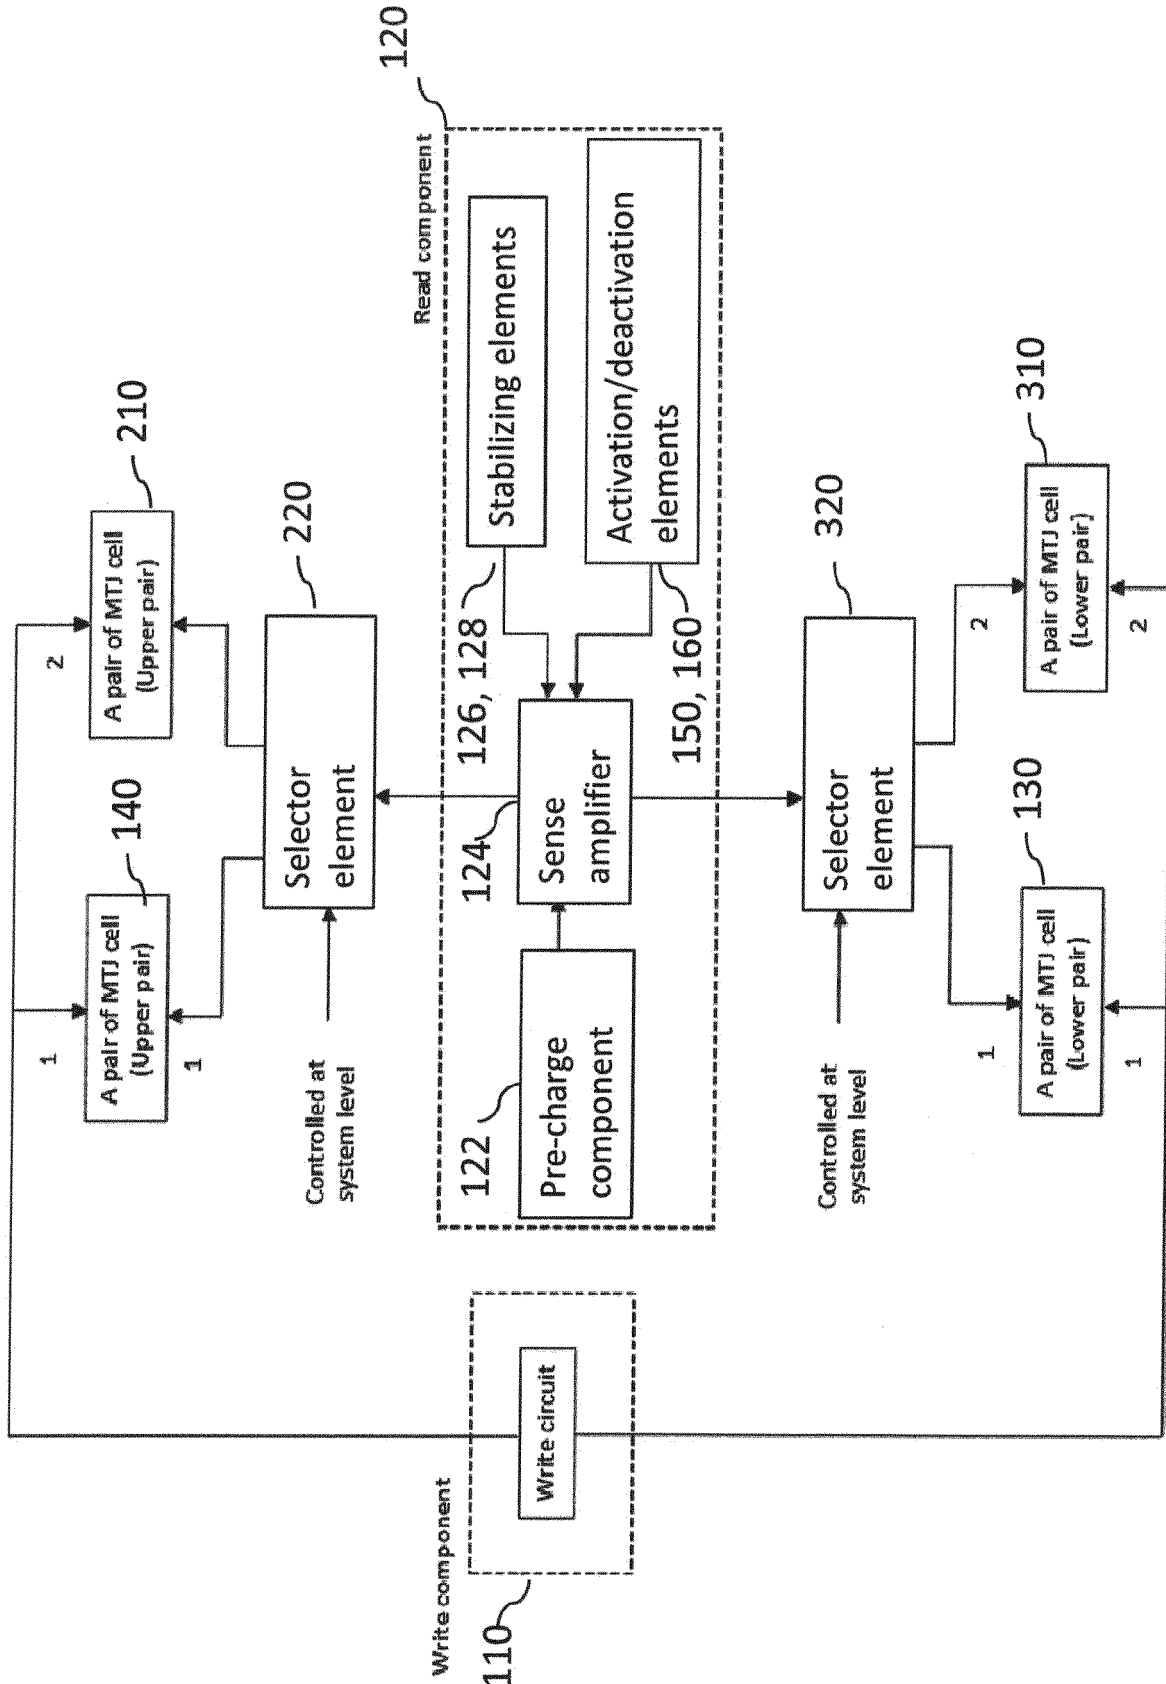 120
Read component
Stabilizing elements
126, 128
Activation/deactivation
elements
150, 160
Sense
amplifier
124
Pre-charge
component
122
210
A pair of MTJ cell
(Upper pair)
2
140
A pair of MTJ cell
(Upper pair)
1
1
220
Selector
element
Controlled at
system level
320
Selector
element
Controlled at
system level
310
A pair of MTJ cell
(Lower pair)
2
2
130
A pair of MTJ cell
(Lower pair)
1
1
Write component
Write circuit
110